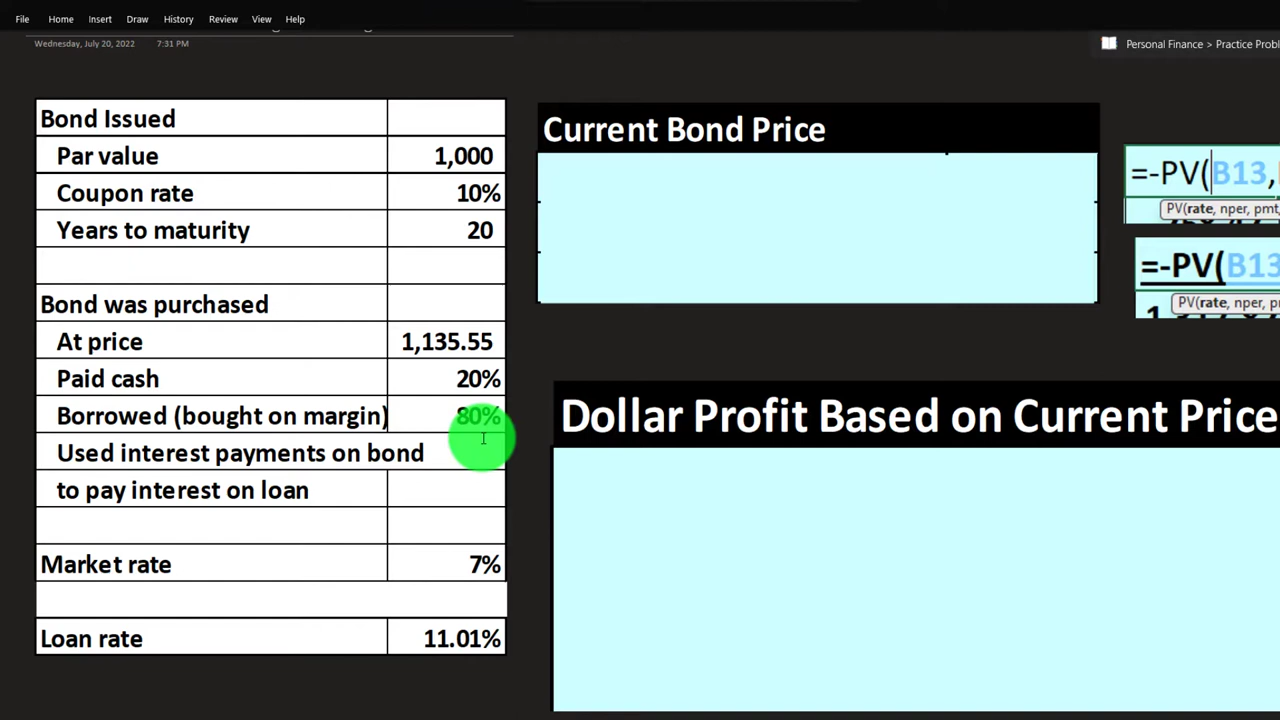 File Home Insert Draw History Review View Help
Wednesday, July 20, 2022 7:31 PM
Personal Finance > Practice Prob
Bond Issued
Par value 1,000
Coupon rate 10%
Years to maturity 20
Bond was purchased
At price 1,135.55
Paid cash 20%
Borrowed (bought on margin) 80%
Used interest payments on bond
to pay interest on loan
Market rate 7%
Loan rate 11.01%
Current Bond Price
=-PV(B13,
PV(rate, nper, pmt,
=-PV(B13
PV(rate, nper, pm
Dollar Profit Based on Current Price